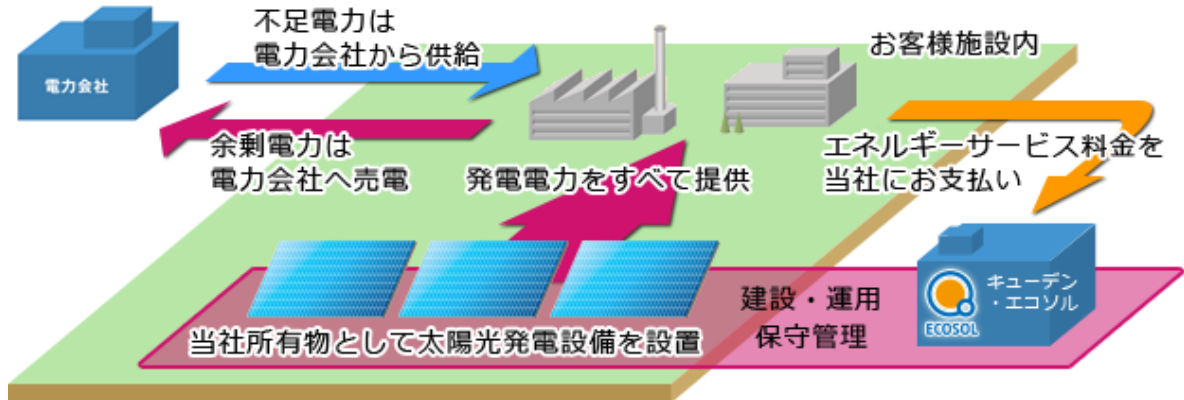 不足電力は
電力会社から供給
電力会社
お客様施設内
余剰電力は
電力会社へ売電
発電電力をすべて提供
エネルギーサービス料金を
当社にお支払い
キューデン
・エコソル
ECOSOL
建設・運用
保守管理
当社所有物として太陽光発電設備を設置